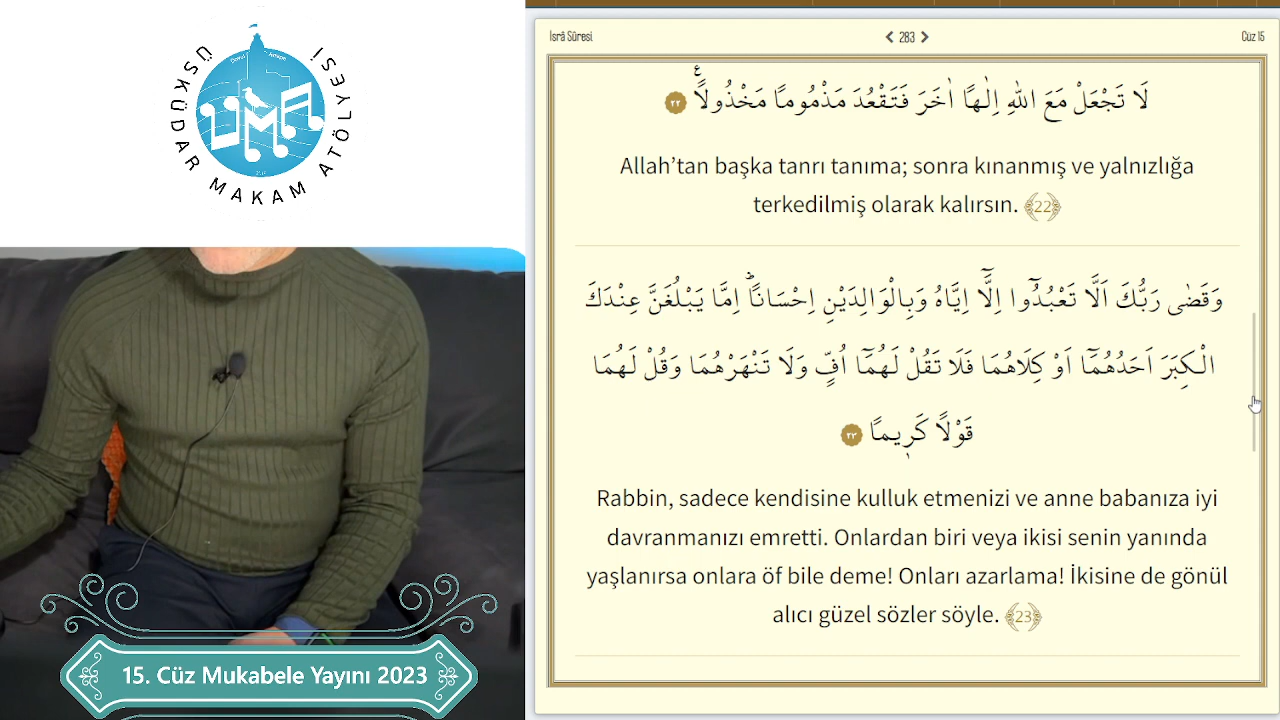 ÜSKÜDAR MAKAM ATÖLYESİ
15. Cüz Mukabele Yayını 2023
İsrâ Sûresi
283
Cüz 15
لَا تَجْعَلْ مَعَ اللّٰهِ اِلٰهًا اٰخَرَ فَتَقْعُدَ مَذْمُومًا مَخْذُولًا۟ ٢٢
Allah’tan başka tanrı tanıma; sonra kınanmış ve yalnızlığa
terkedilmiş olarak kalırsın. ﴾22﴿
وَقَضٰى رَبُّكَ اَلَّا تَعْبُدُٓوا اِلَّٓا اِيَّاهُ وَبِالْوَالِدَيْنِ اِحْسَانًاۜ اِمَّا يَبْلُغَنَّ عِنْدَكَ
الْكِبَرَ اَحَدُهُمَٓا اَوْ كِلَاهُمَا فَلَا تَقُلْ لَهُمَٓا اُفٍّ وَلَا تَنْهَرْهُمَا وَقُلْ لَهُمَا
قَوْلًا كَر۪يمًا ٢٣
Rabbin, sadece kendisine kulluk etmenizi ve anne babanıza iyi
davranmanızı emretti. Onlardan biri veya ikisi senin yanında
yaşlanırsa onlara öf bile deme! Onları azarlama! İkisine de gönül
alıcı güzel sözler söyle. ﴾23﴿